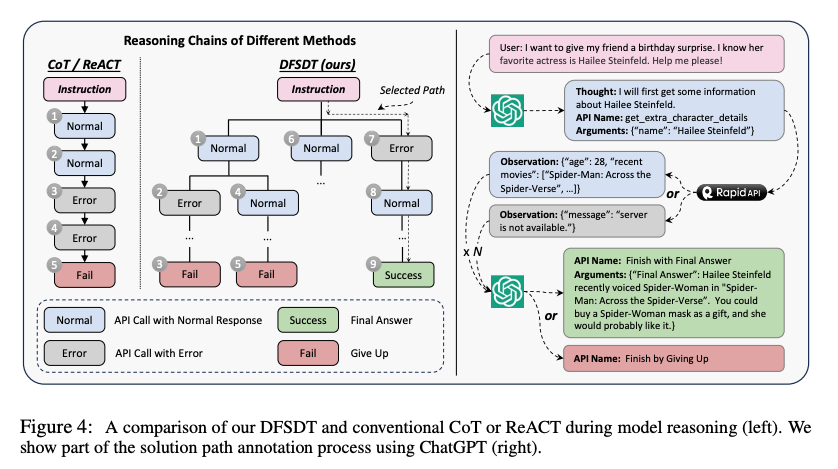 Reasoning Chains of Different Methods
CoT / ReACT
Instruction
1
Normal
2
Normal
3
Error
4
Error
5
Fail
DFSDT (ours)
Instruction
Selected Path
1
Normal
6
Normal
7
Error
...
2
Error
4
Normal
8
Normal
...
...
...
3
Fail
5
Fail
9
Success
Normal
API Call with Normal Response
Success
Final Answer
Error
API Call with Error
Fail
Give Up
User: I want to give my friend a birthday surprise. I know her
favorite actress is Hailee Steinfeld. Help me please!
Thought: I will first get some information
about Hailee Steinfeld.
API Name: get_extra_character_details
Arguments: {“name”: “Hailee Steinfeld”}
Observation: {“age”: 28, “recent
movies”: [“Spider-Man: Across the
Spider-Verse”, …]}
or
Rapid API
Observation: {“message”: “server
is not available.”}
x N
API Name: Finish with Final Answer
Arguments: {“Final Answer”: Hailee Steinfeld
recently voiced Spider-Woman in "Spider-
Man: Across the Spider-Verse”. You could
buy a Spider-Woman mask as a gift, and she
would probably like it.}
or
API Name: Finish by Giving Up
Figure 4: A comparison of our DFSDT and conventional CoT or ReACT during model reasoning (left). We
show part of the solution path annotation process using ChatGPT (right).